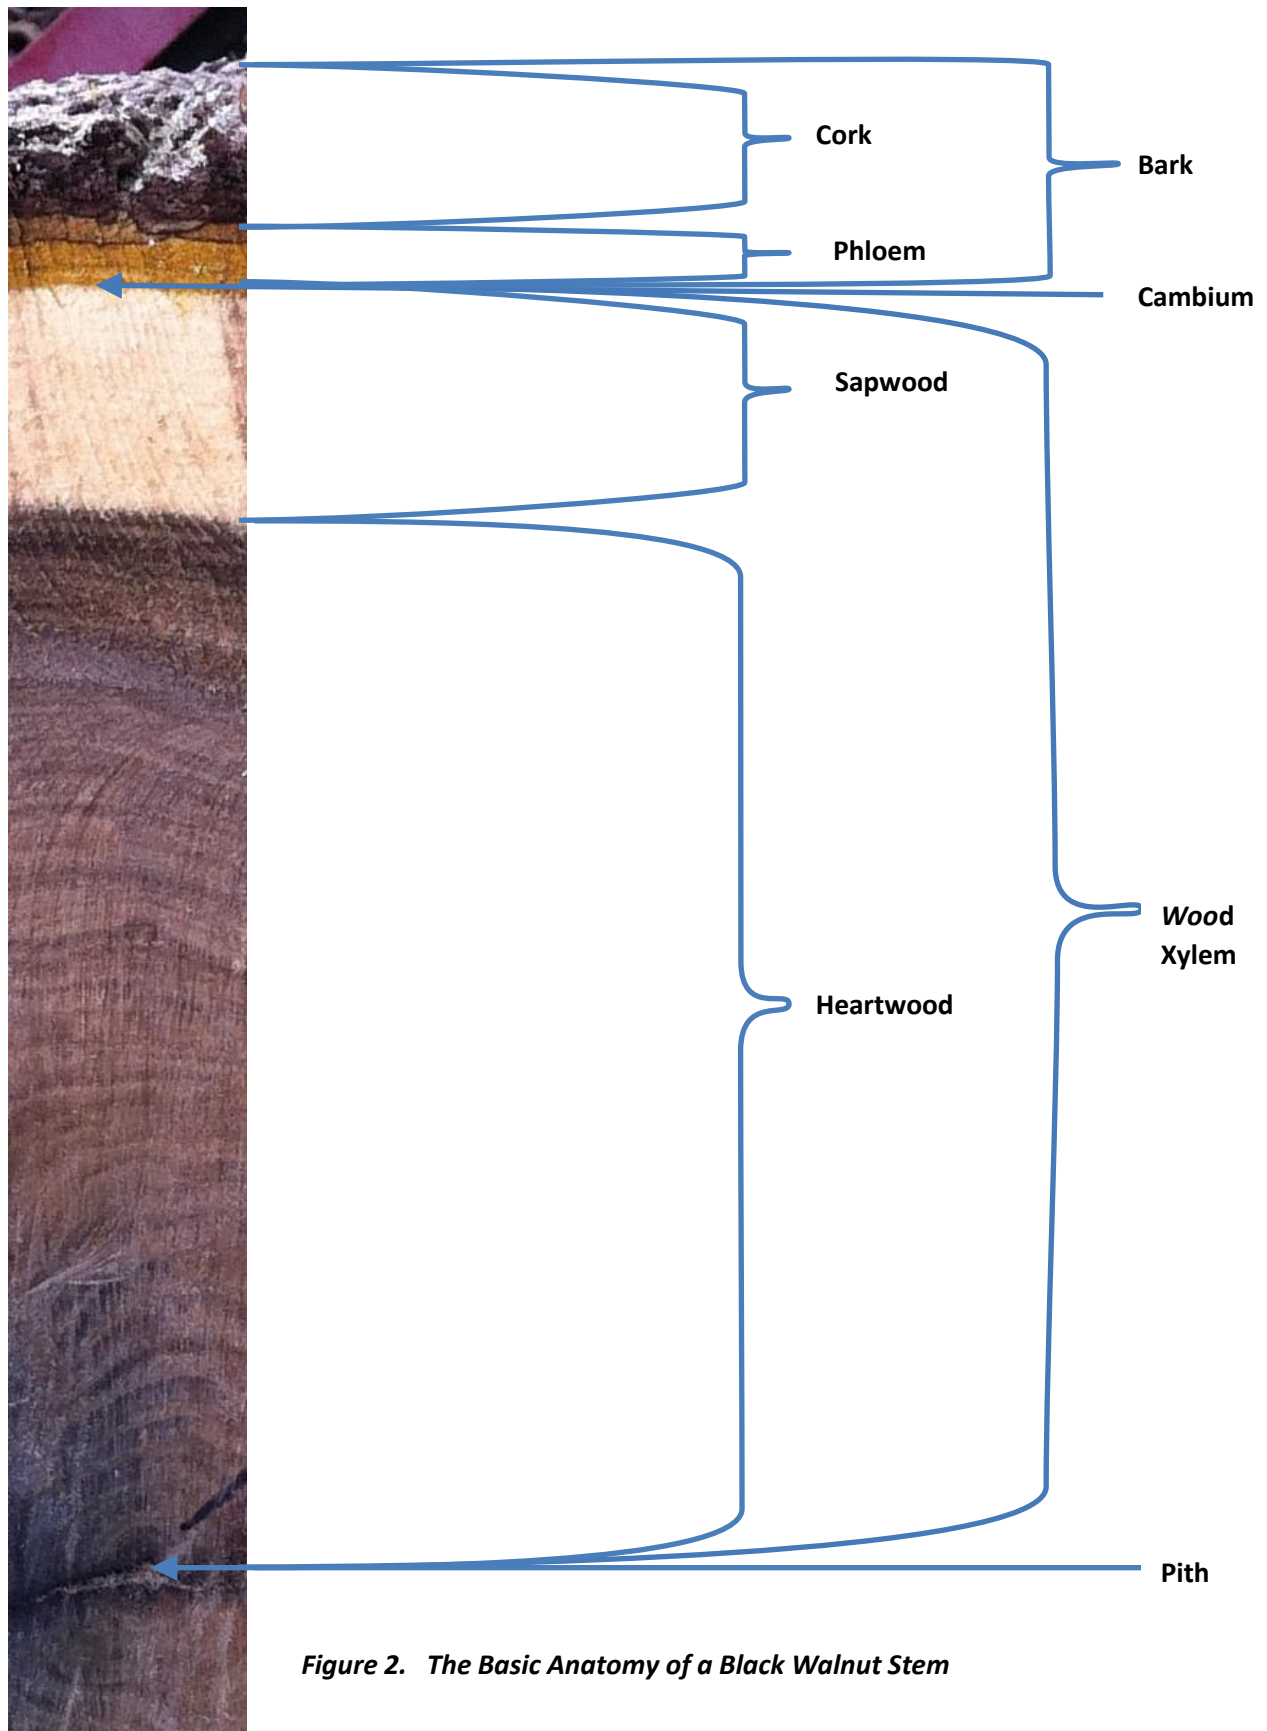 Cork
Bark
Phloem
Cambium
Sapwood
Wood
Xylem
Heartwood
Pith
Figure 2. The Basic Anatomy of a Black Walnut Stem